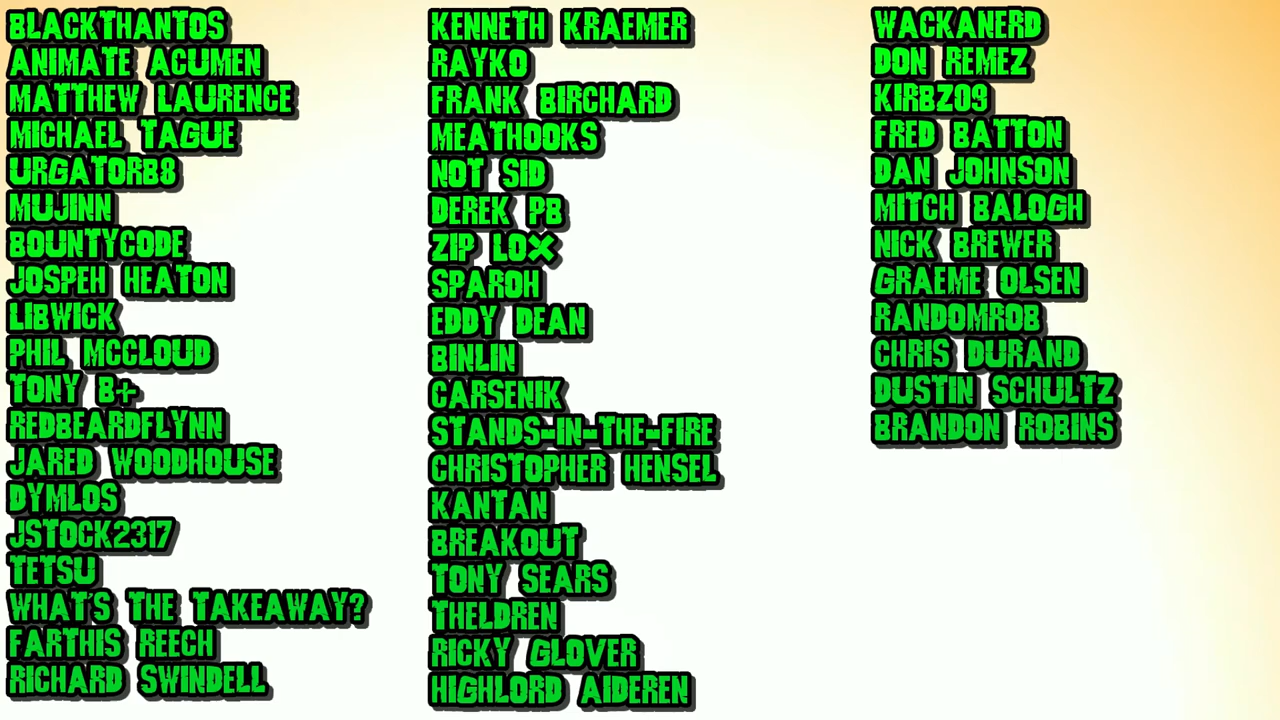 BLACKTHANTOS
ANIMATE ACUMEN
MATTHEW LAURENCE
MICHAEL TAGUE
URGATOR88
MUJINN
BOUNTYCODE
JOSPEH HEATON
LIBWICK
PHIL MCCLOUD
TONY B+
REDBEARDFLYNN
JARED WOODHOUSE
DYMLOS
JSTOCK2317
TETSU
WHAT'S THE TAKEAWAY?
FARTHIS REECH
RICHARD SWINDELL
KENNETH KRAEMER
RAYKO
FRANK BIRCHARD
MEATHOOKS
NOT SID
DEREK PB
ZIP LOX
SPAROH
EDDY DEAN
BINLIN
CARSENIK
STANDS-IN-THE-FIRE
CHRISTOPHER HENSEL
KANTAN
BREAKOUT
TONY SEARS
THELDREN
RICKY GLOVER
HIGHLORD AIDEREN
WACKANERD
DON REMEZ
KIRBZ09
FRED BATTON
DAN JOHNSON
MITCH BALOGH
NICK BREWER
GRAEME OLSEN
RANDOMROB
CHRIS DURAND
DUSTIN SCHULTZ
BRANDON ROBINS